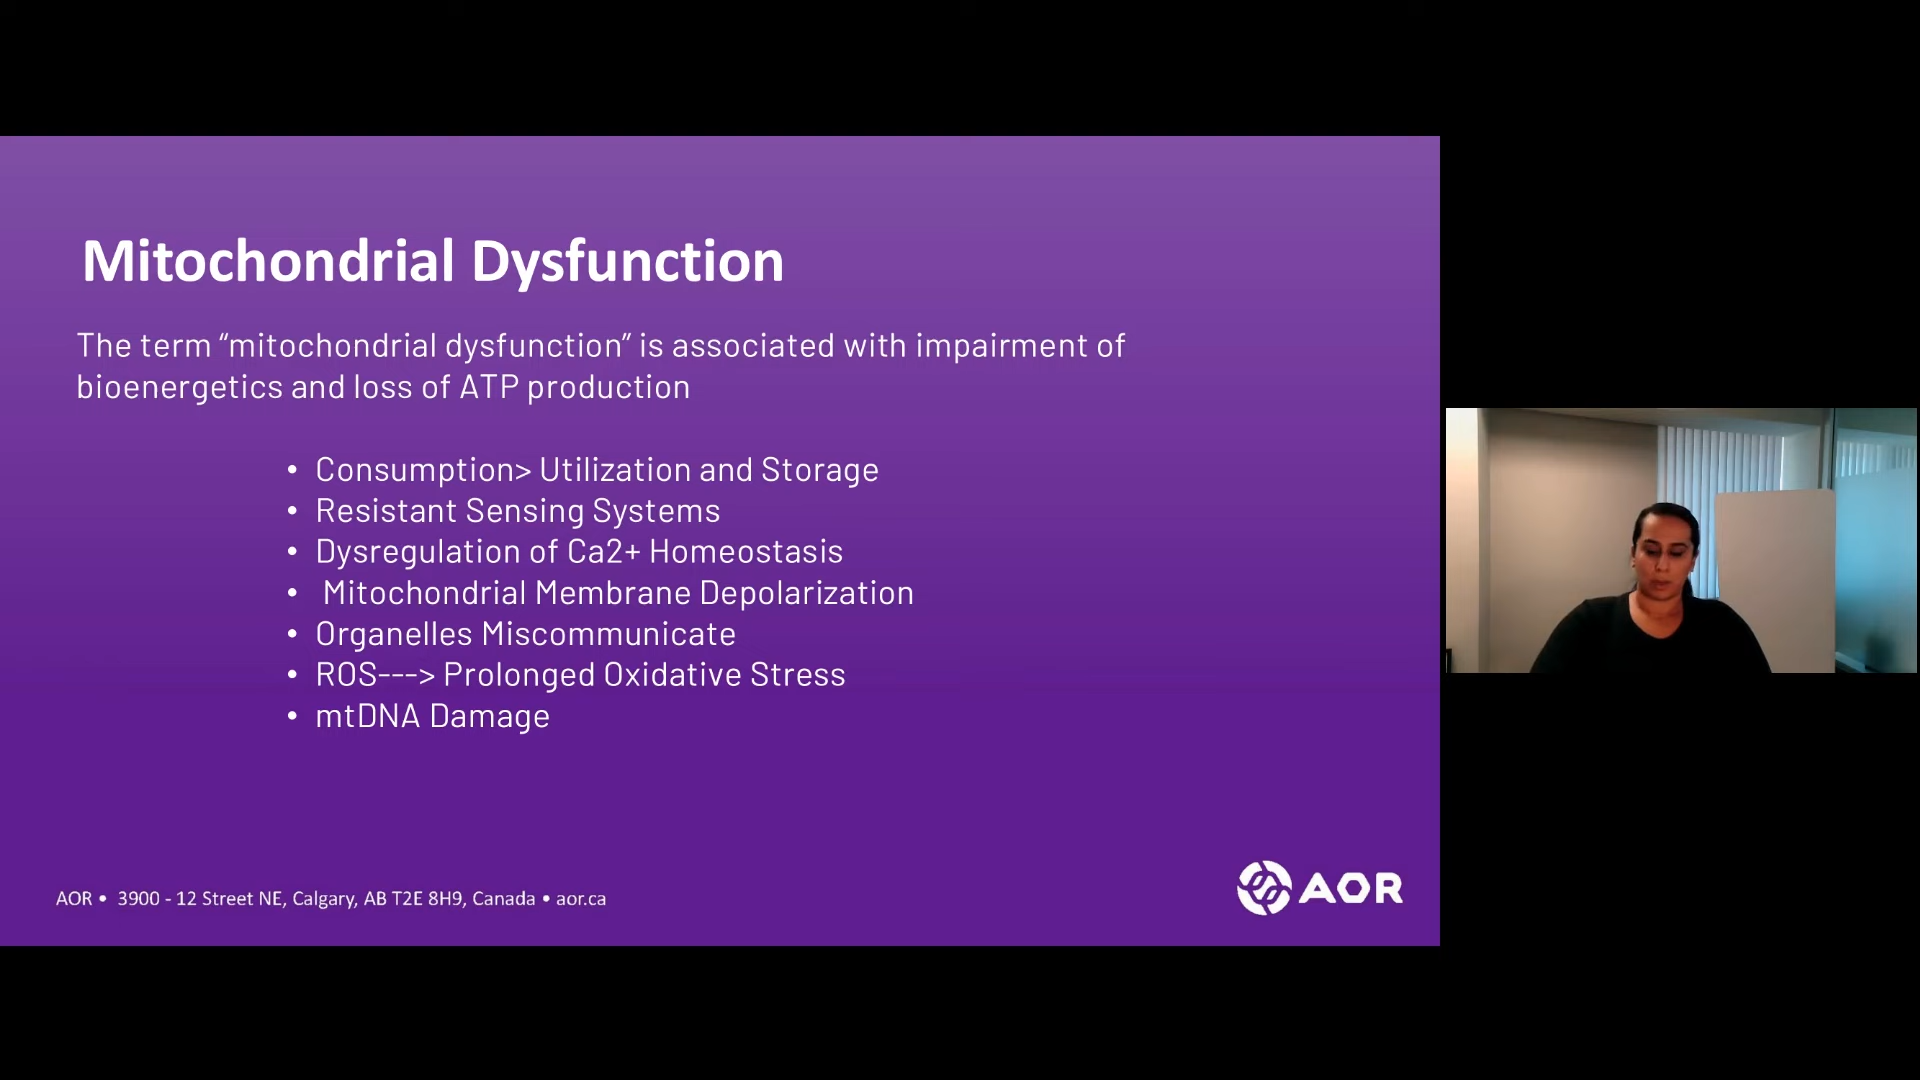 Mitochondrial Dysfunction
The term “mitochondrial dysfunction” is associated with impairment of
bioenergetics and loss of ATP production
• Consumption> Utilization and Storage
• Resistant Sensing Systems
• Dysregulation of Ca2+ Homeostasis
• Mitochondrial Membrane Depolarization
• Organelles Miscommunicate
• ROS---> Prolonged Oxidative Stress
• mtDNA Damage
AOR • 3900 - 12 Street NE, Calgary, AB T2E 8H9, Canada • aor.ca
AOR